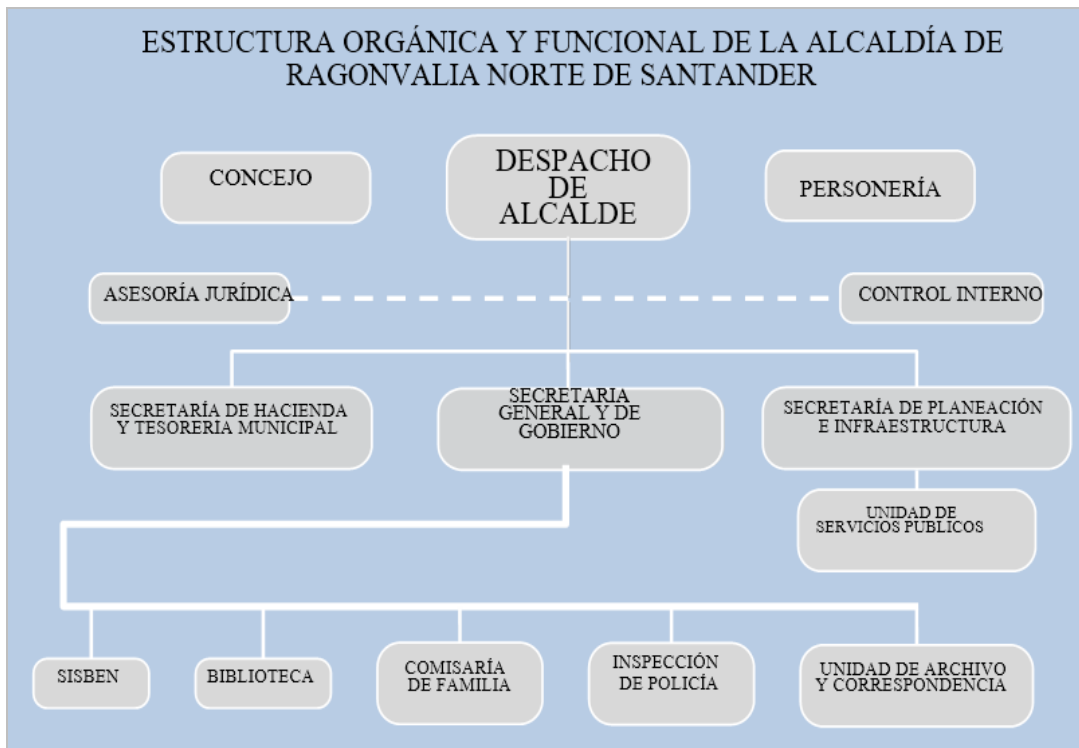 ESTRUCTURA ORGÁNICA Y FUNCIONAL DE LA ALCALDÍA DE
RAGONVALIA NORTE DE SANTANDER
CONCEJO
DESPACHO
DE
ALCALDE
PERSONERÍA
ASESORÍA JURÍDICA
CONTROL INTERNO
SECRETARÍA DE HACIENDA
Y TESORERIA MUNICIPAL
SECRETARIA
GENERAL Y DE
GOBIERNO
SECRETARÍA DE PLANEACIÓN
E INFRAESTRUCTURA
UNIDAD DE
SERVICIOS PUBLICOS
SISBEN
BIBLIOTECA
COMISARÍA
DE FAMILIA
INSPECCIÓN
DE POLICÍA
UNIDAD DE ARCHIVO
Y CORRESPONDENCIA